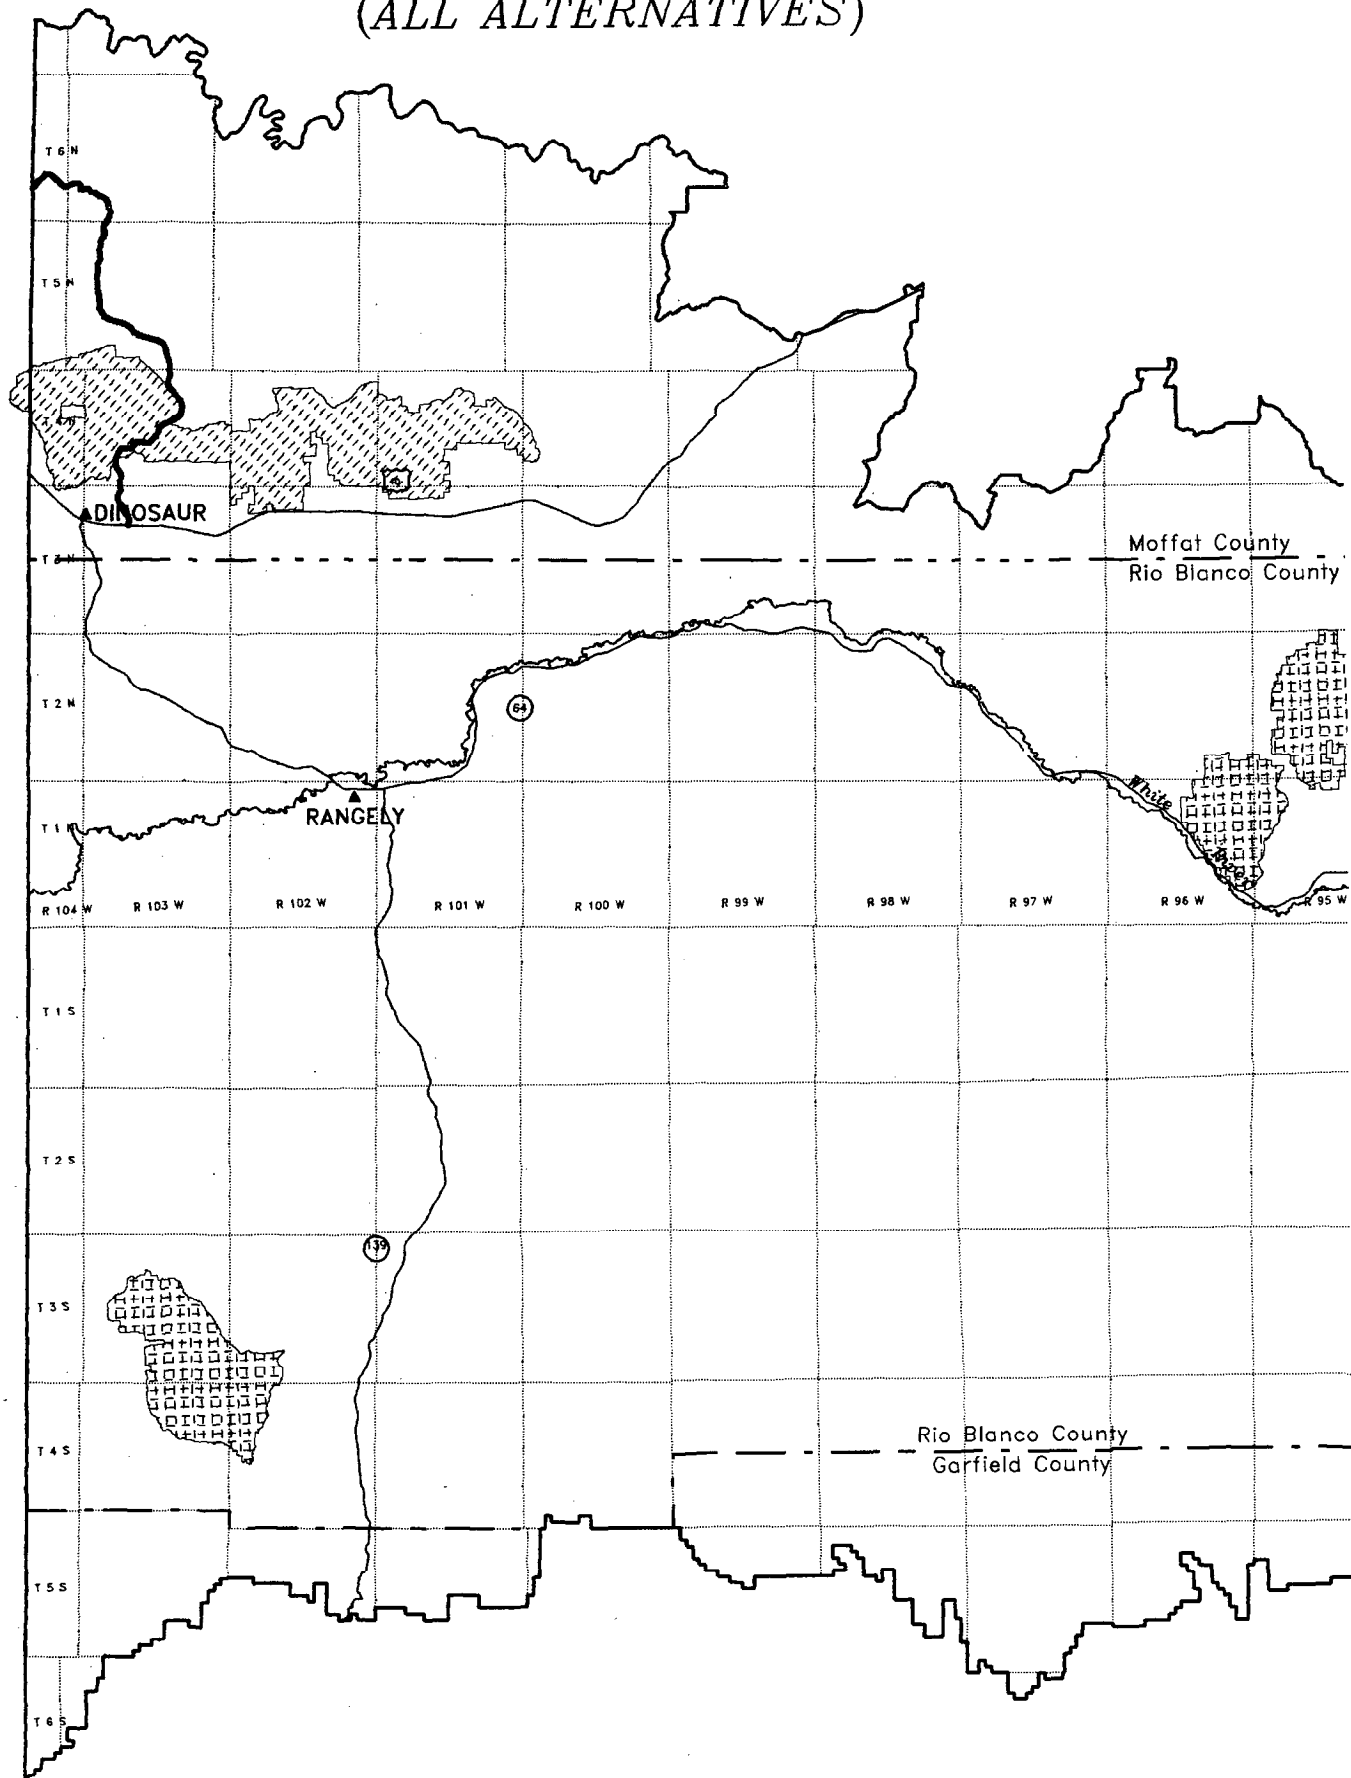 (ALL ALTERNATIVES)
T 6 N
T 5 N
DINOSAUR
T 3 N
Moffat County
Rio Blanco County
T 2 N
64
White
RANGELY
T 1 N
R 104 W
R 103 W
R 102 W
R 101 W
R 100 W
R 99 W
R 98 W
R 97 W
R 96 W
R 95 W
T 1 S
T 2 S
139
T 3 S
Rio Blanco County
T 4 S
Garfield County
T 5 S
T 6 S